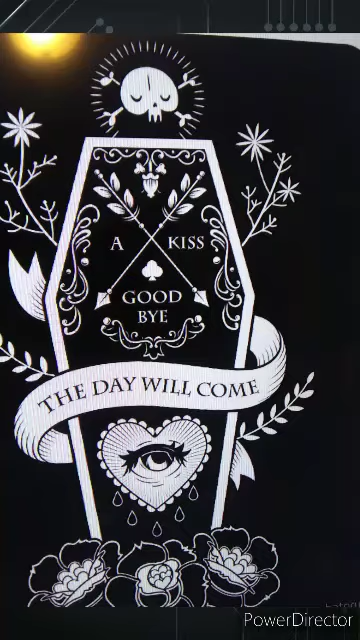 A KISS
GOOD
BYE
THE DAY WILL COME
PowerDirector